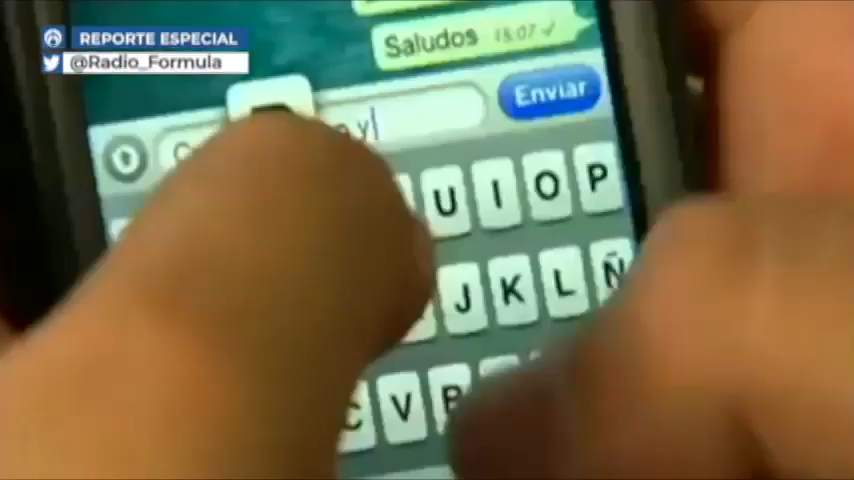 REPORTE ESPECIAL
@Radio_Formula
Saludos 15:07
Enviar
U I O P
J K L Ñ
C V B